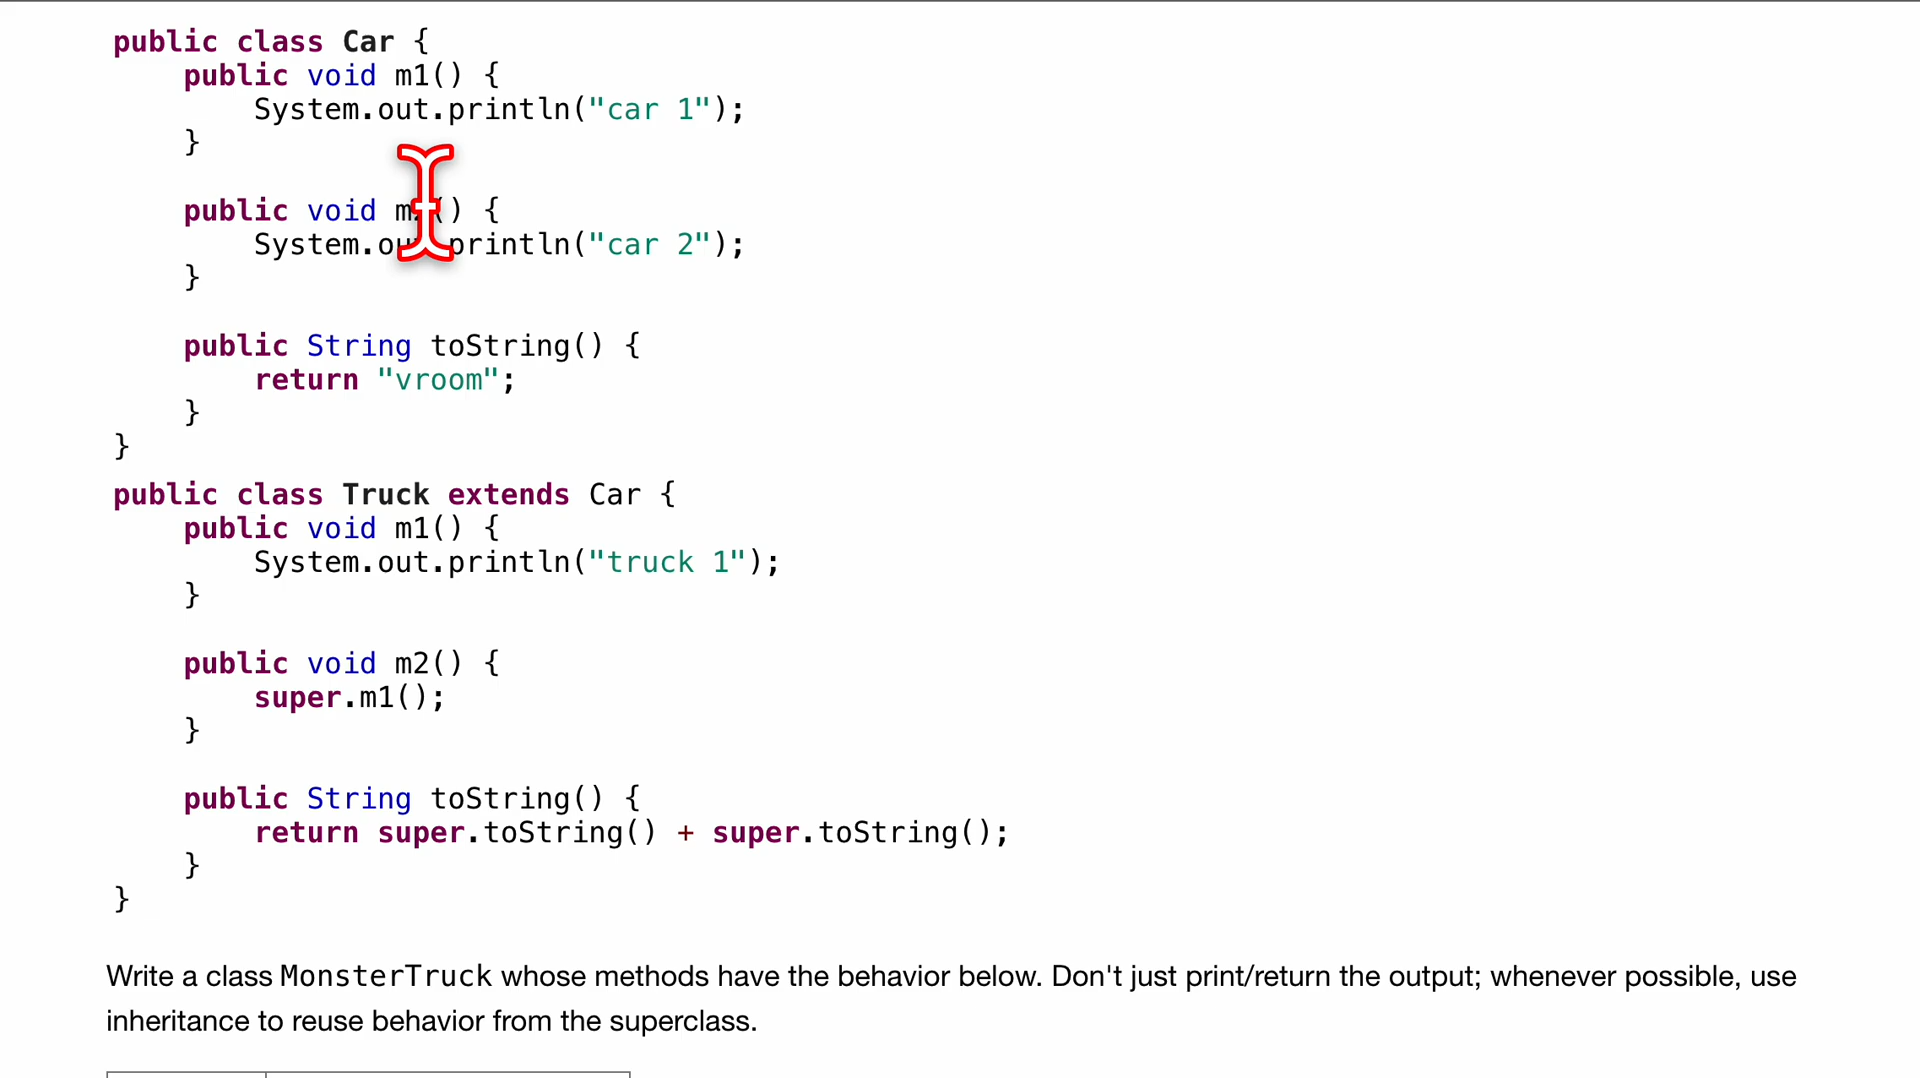 public class Car {
    public void m1() {
        System.out.println("car 1");
    }
    public void m2() {
        System.out.println("car 2");
    }
    public String toString() {
        return "vroom";
    }
}
public class Truck extends Car {
    public void m1() {
        System.out.println("truck 1");
    }
    public void m2() {
        super.m1();
    }
    public String toString() {
        return super.toString() + super.toString();
    }
}
Write a class MonsterTruck whose methods have the behavior below. Don't just print/return the output; whenever possible, use
inheritance to reuse behavior from the superclass.